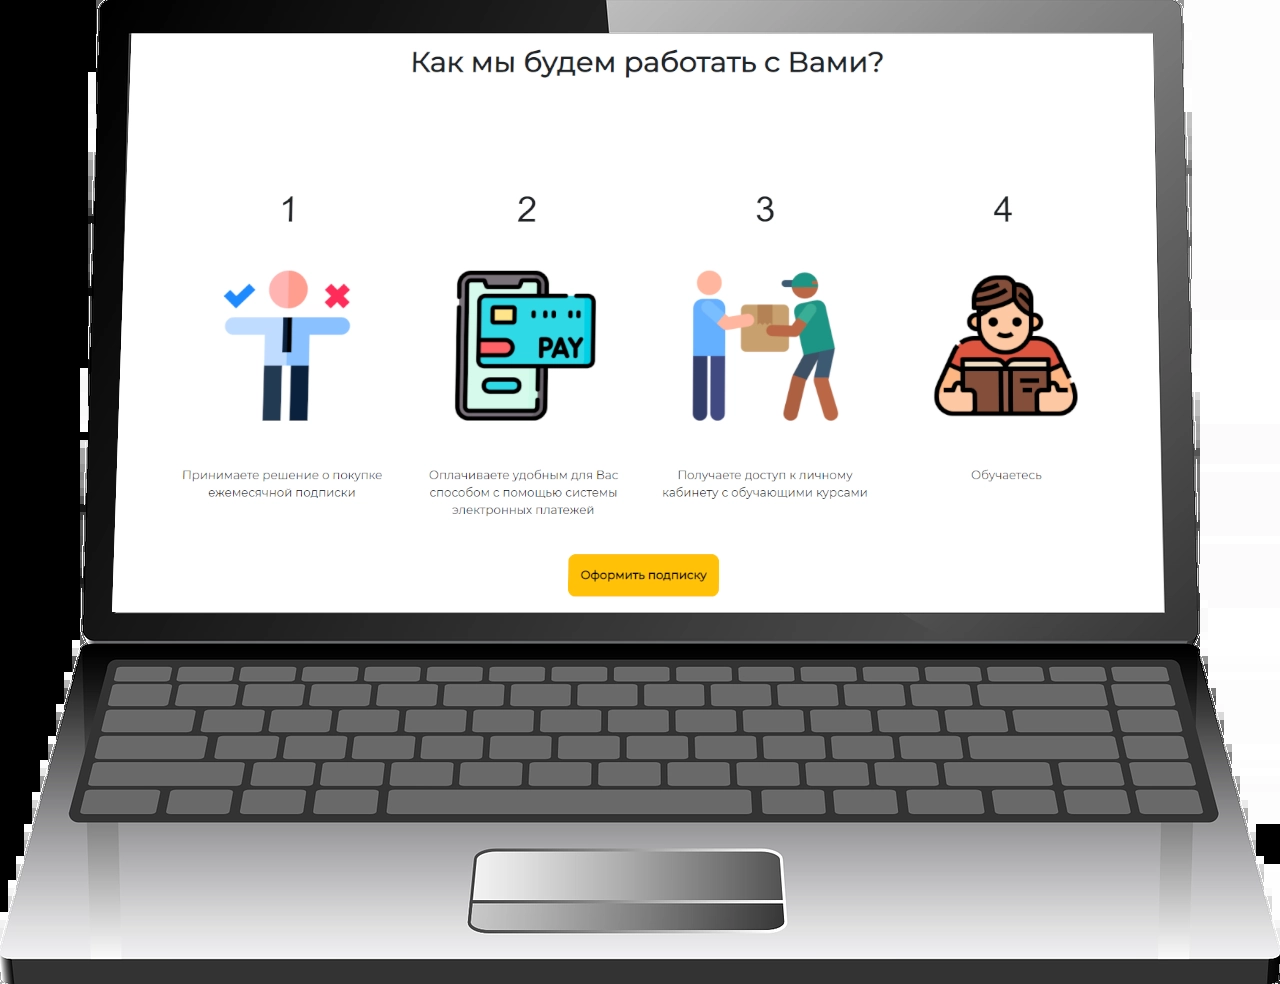 Как мы будем работать с Вами?
1
2
3
4
PAY
Принимаете решение о покупке
ежемесячной подписки
Оплачиваете удобным для Вас
способом с помощью системы
электронных платежей
Получаете доступ к личному
кабинету с обучающими курсами
Обучаетесь
Оформить подписку